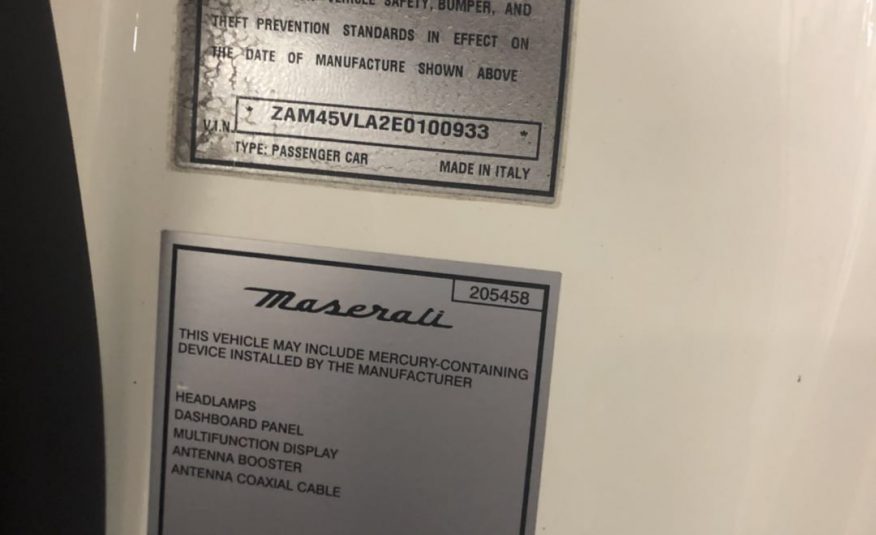 VEHICLE SAFETY, BUMPER, AND
THEFT PREVENTION STANDARDS IN EFFECT ON
THE DATE OF MANUFACTURE SHOWN ABOVE
V.I.N. * ZAM45VLA2E0100933 *
TYPE: PASSENGER CAR MADE IN ITALY
Maserati 205458
THIS VEHICLE MAY INCLUDE MERCURY-CONTAINING
DEVICE INSTALLED BY THE MANUFACTURER
HEADLAMPS
DASHBOARD PANEL
MULTIFUNCTION DISPLAY
ANTENNA BOOSTER
ANTENNA COAXIAL CABLE